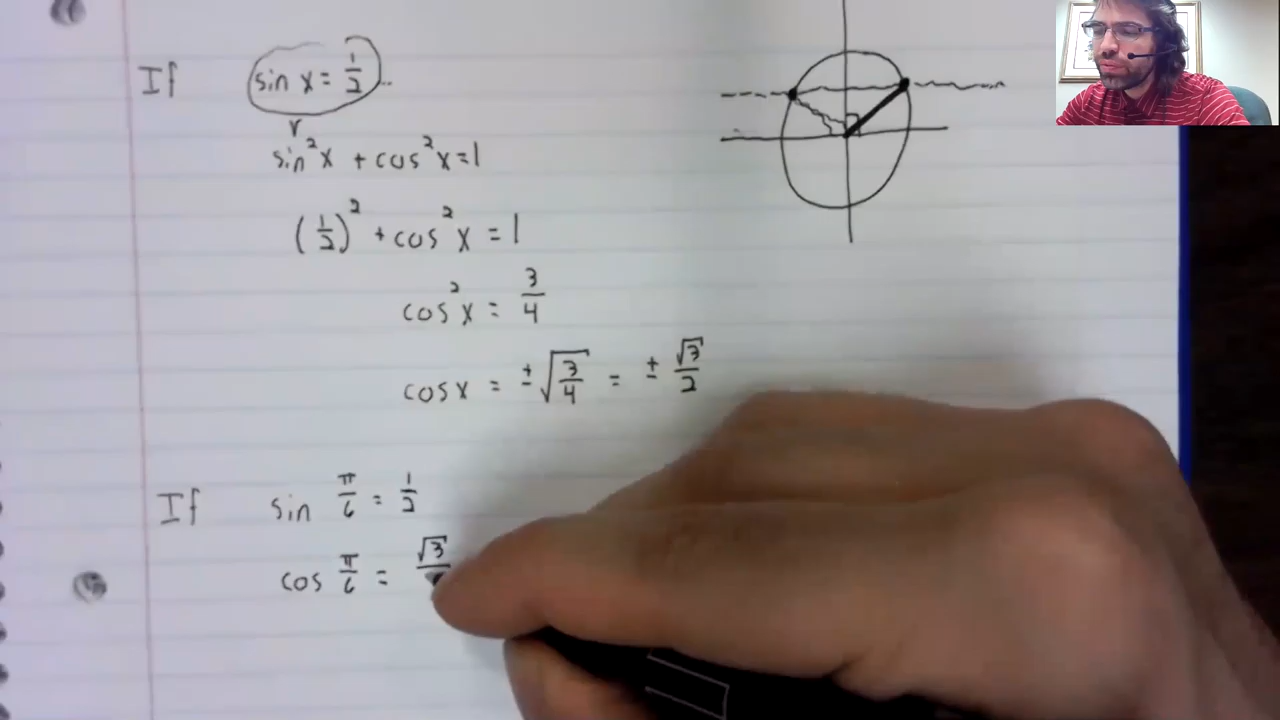 If sin x = 1/2 ...
sin²x + cos²x = 1
(1/2)² + cos²x = 1
cos²x = 3/4
cos x = ±√(3/4) = ± √3/2
If sin π/6 = 1/2
cos π/6 = √3